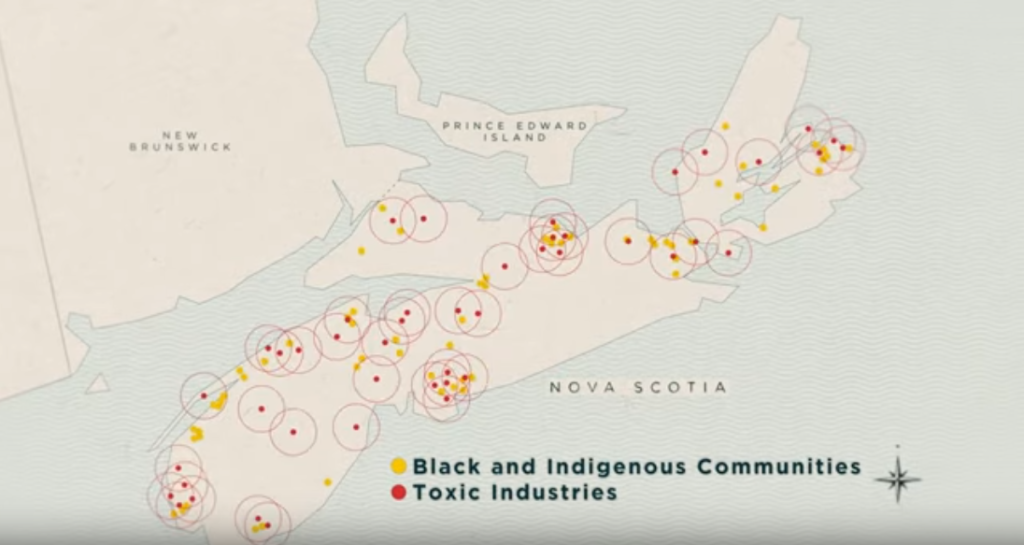 NEW
BRUNSWICK
PRINCE EDWARD
ISLAND
NOVA SCOTIA
Black and Indigenous Communities
Toxic Industries